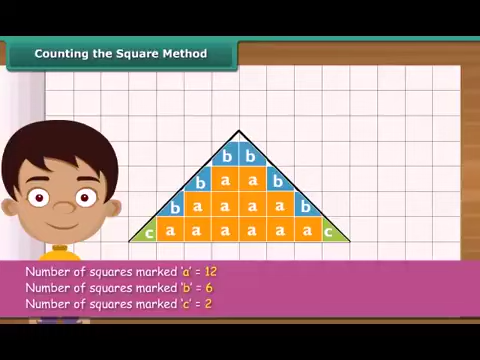 Counting the Square Method
b b
b a a b
b a a a a b
c a a a a a a c
Number of squares marked ‘a’ = 12
Number of squares marked ‘b’ = 6
Number of squares marked ‘c’ = 2